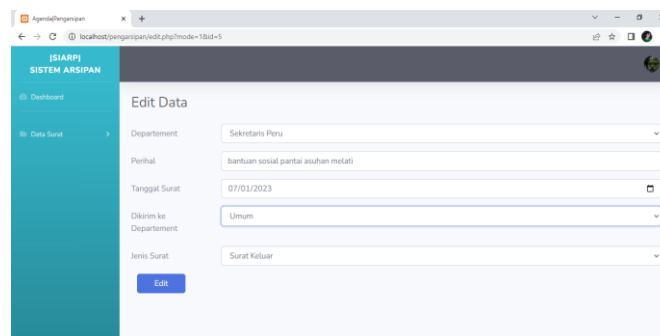 Agenda|Pengarsipan
localhost/pengarsipan/edit.php?mode=1&id=5
|SIARP|
SISTEM ARSIPAN
Dashboard
Data Surat
Edit Data
Departement
Sekretaris Peru
Perihal
bantuan sosial pantai asuhan melati
Tanggal Surat
07/01/2023
Dikirim ke
Departement
Umum
Jenis Surat
Surat Keluar
Edit